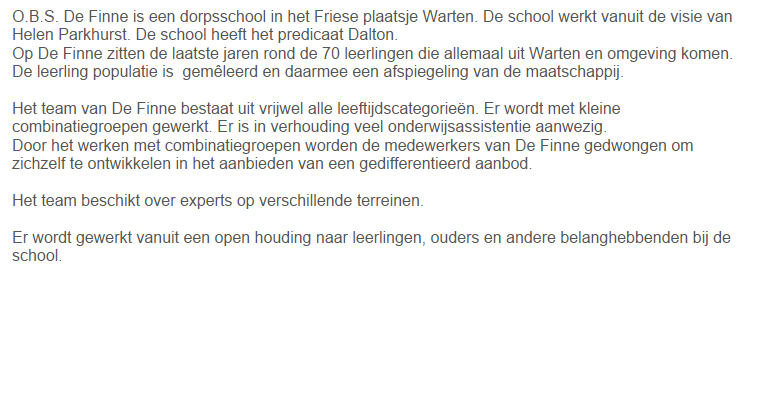 O.B.S. De Finne is een dorpsschool in het Friese plaatsje Warten. De school werkt vanuit de visie van
Helen Parkhurst. De school heeft het predicaat Dalton.
Op De Finne zitten de laatste jaren rond de 70 leerlingen die allemaal uit Warten en omgeving komen.
De leerling populatie is  gemêleerd en daarmee een afspiegeling van de maatschappij.
Het team van De Finne bestaat uit vrijwel alle leeftijdscategorieën. Er wordt met kleine
combinatiegroepen gewerkt. Er is in verhouding veel onderwijsassistentie aanwezig.
Door het werken met combinatiegroepen worden de medewerkers van De Finne gedwongen om
zichzelf te ontwikkelen in het aanbieden van een gedifferentieerd aanbod.
Het team beschikt over experts op verschillende terreinen.
Er wordt gewerkt vanuit een open houding naar leerlingen, ouders en andere belanghebbenden bij de
school.